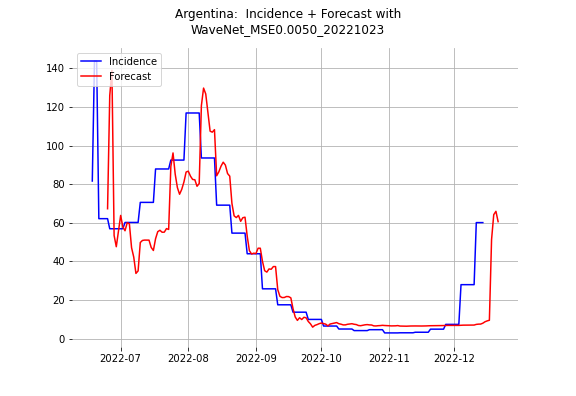 Argentina:  Incidence + Forecast with
WaveNet_MSE0.0050_20221023
Incidence
Forecast
140
120
100
80
60
40
20
0
2022-07 2022-08 2022-09 2022-10 2022-11 2022-12